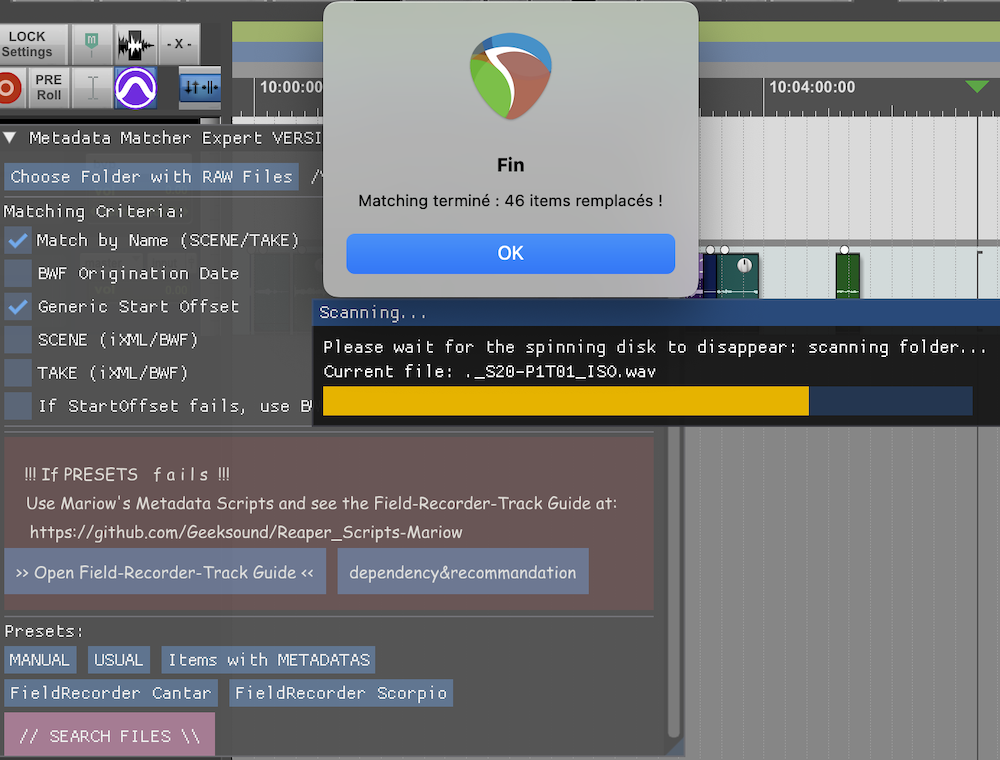 LOCK
Settings
M
- X -
PRE
Roll
10:00:00
10:04:00:00
Metadata Matcher Expert VERSI
Choose Folder with RAW Files
Matching Criteria:
Match by Name (SCENE/TAKE)
BWF Origination Date
Generic Start Offset
SCENE (iXML/BWF)
TAKE (iXML/BWF)
If StartOffset fails, use
Fin
Matching terminé : 46 items remplacés !
OK
Scanning...
Please wait for the spinning disk to disappear: scanning folder...
Current file: ._S20-P1T01_ISO.wav
!!! If PRESETS fails !!!
Use Mariow's Metadata Scripts and see the Field-Recorder-Track Guide at:
https://github.com/Geeksound/Reaper_Scripts-Mariow
>> Open Field-Recorder-Track Guide <<
dependency&recommandation
Presets:
MANUAL
USUAL
Items with METADATAS
FieldRecorder Cantar
FieldRecorder Scorpio
// SEARCH FILES \\